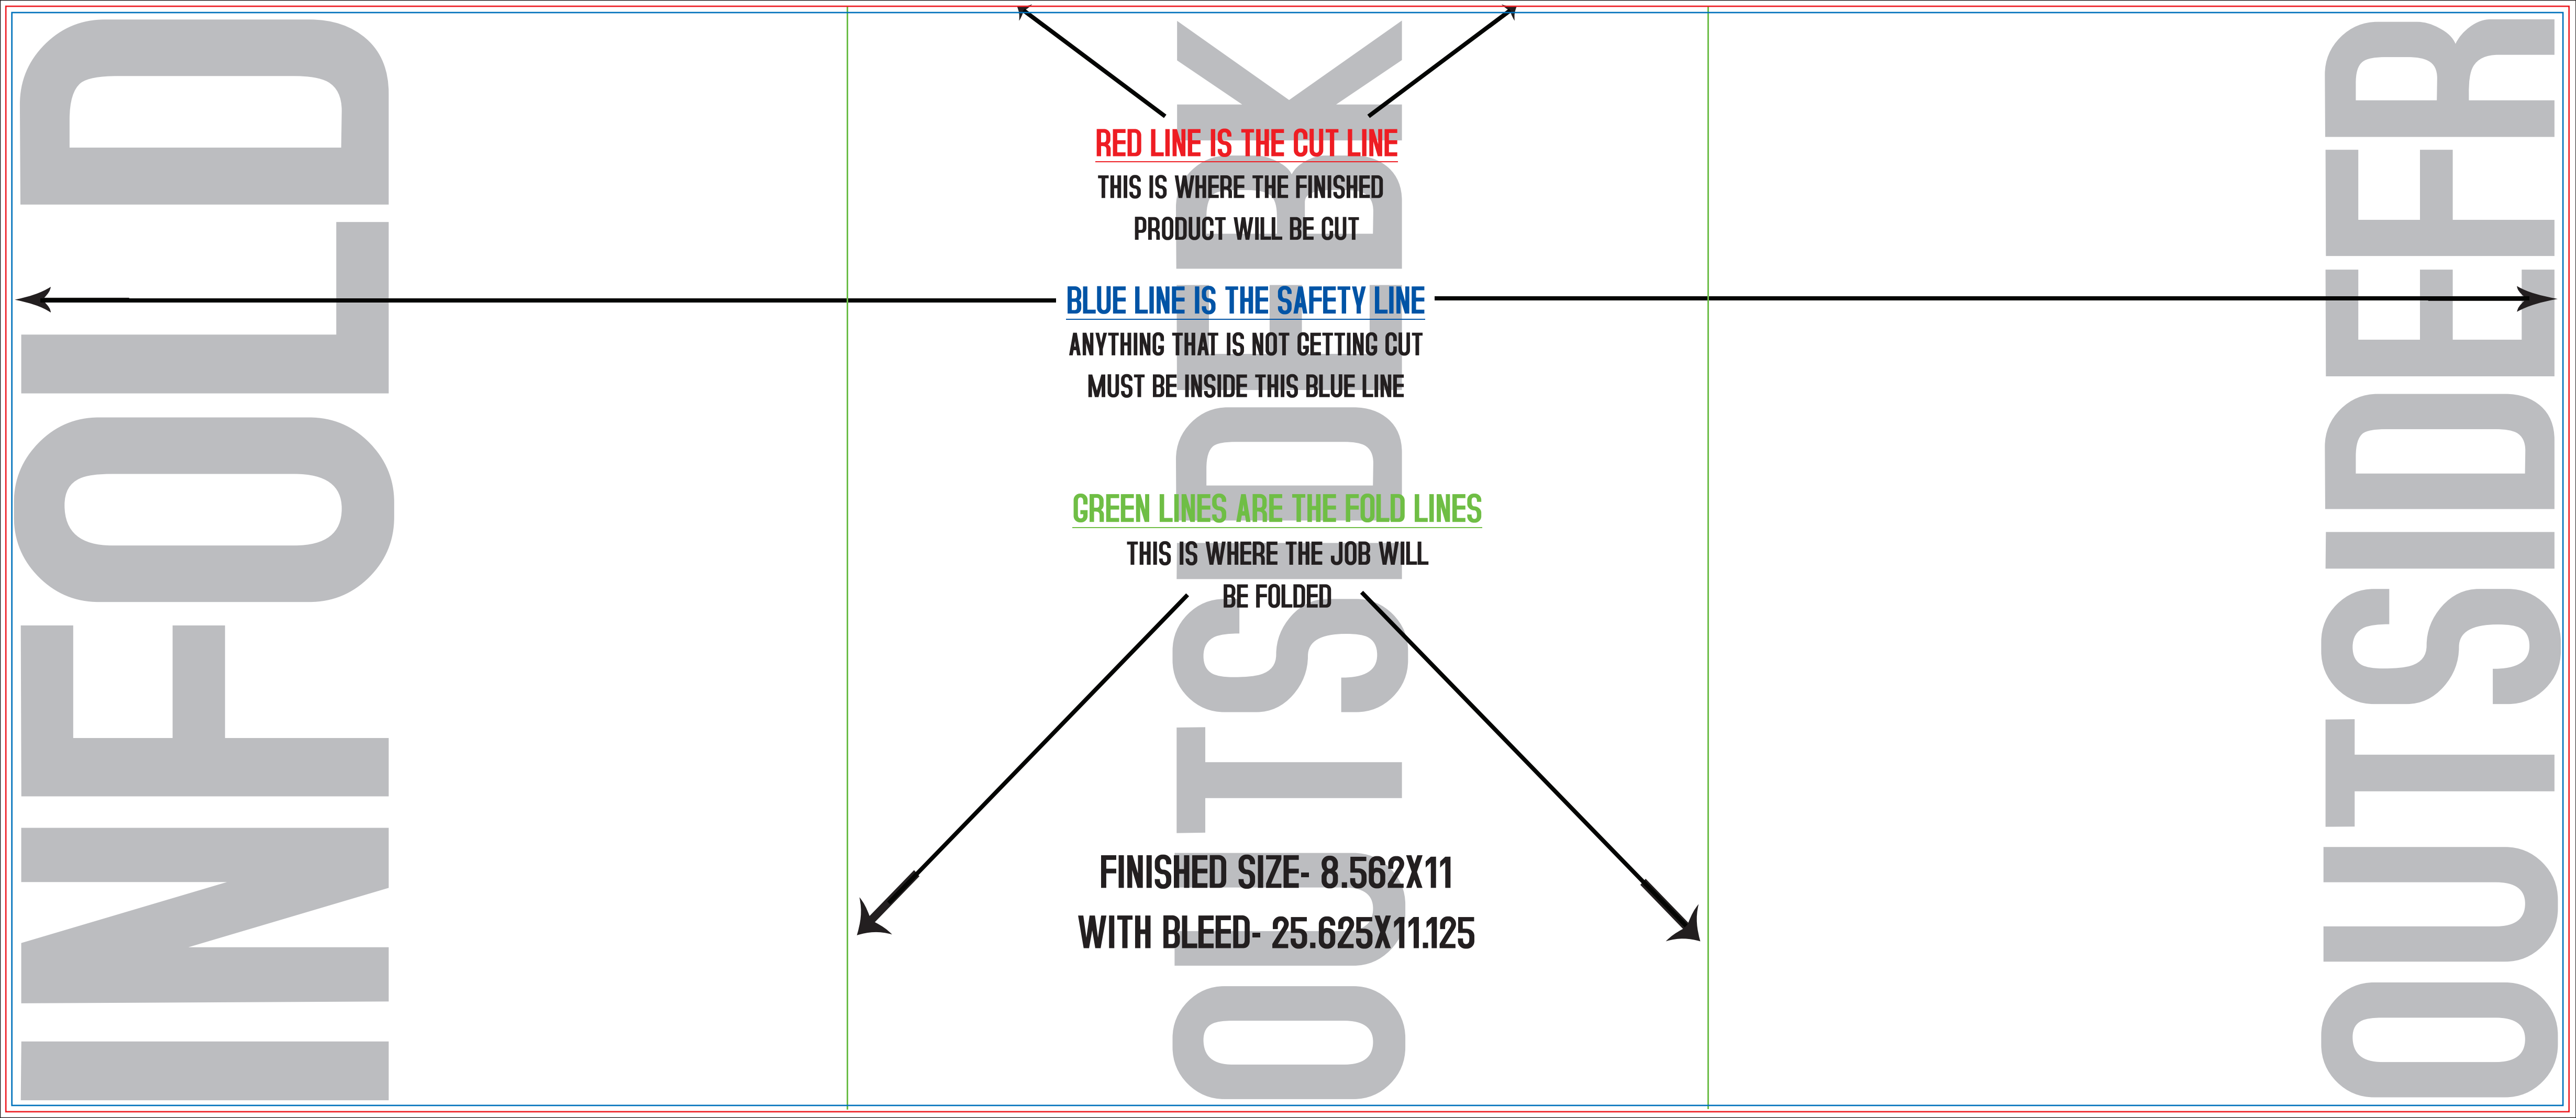 INFOLD
OUTSIDE BK
OUTSIDE FR
RED LINE IS THE CUT LINE
THIS IS WHERE THE FINISHED
PRODUCT WILL BE CUT
BLUE LINE IS THE SAFETY LINE
ANYTHING THAT IS NOT GETTING CUT
MUST BE INSIDE THIS BLUE LINE
GREEN LINES ARE THE FOLD LINES
THIS IS WHERE THE JOB WILL
BE FOLDED
FINISHED SIZE- 8.562X11
WITH BLEED- 25.625X11.125